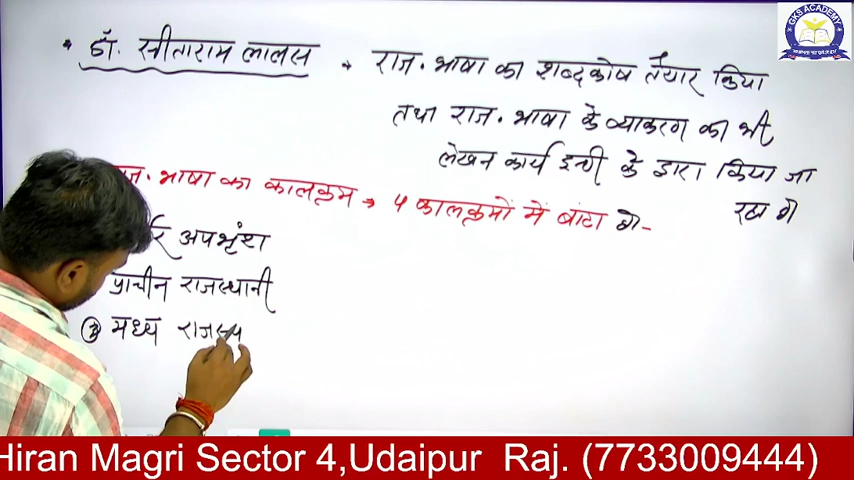 * डॉ. सीताराम लालस → राज. भाषा का शब्दकोष तैयार किया
तथा राज. भाषा के व्याकरण का भी
लेखन कार्य इन्ही के द्वारा किया जा
रहा है
राज. भाषा का कालक्रम → 4 कालक्रमों में बांटा है-
अपभ्रंश
प्राचीन राजस्थानी
③ मध्य राजस्थ
GKS ACADEMY
Hiran Magri Sector 4,Udaipur Raj. (7733009444)